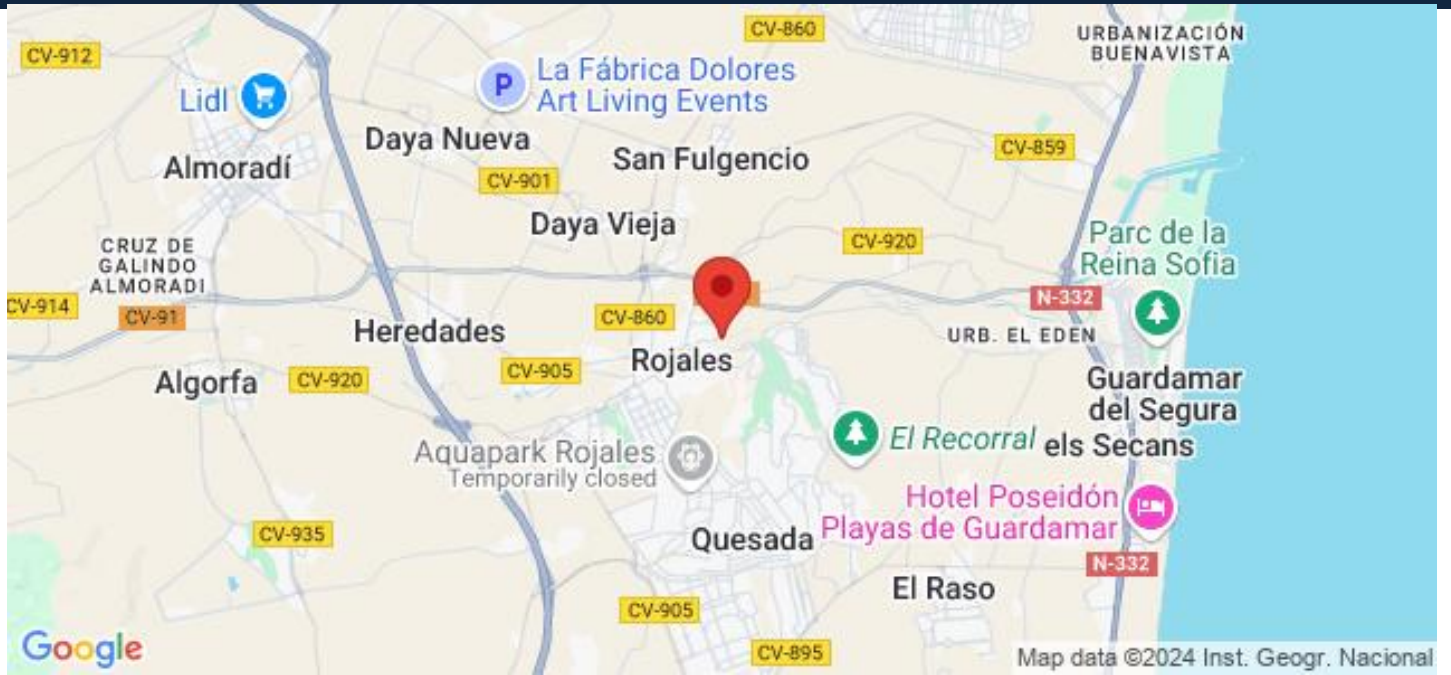 CV-860
URBANIZACIÓN
BUENAVISTA
CV-912
La Fábrica Dolores
Art Living Events
P
Lidl
Daya Nueva
Almoradí
San Fulgencio
CV-859
CV-901
Daya Vieja
CV-920
Parc de la
Reina Sofia
CRUZ DE
GALINDO
ALMORADI
CV-914
CV-91
CV-860
N-332
Heredades
URB. EL EDEN
Rojales
CV-905
Algorfa
CV-920
Guardamar
del Segura
El Recorral
els Secans
Aquapark Rojales
Temporarily closed
Hotel Poseidón
Playas de Guardamar
CV-935
Quesada
N-332
El Raso
CV-905
CV-895
Google
Map data ©2024 Inst. Geogr. Nacional